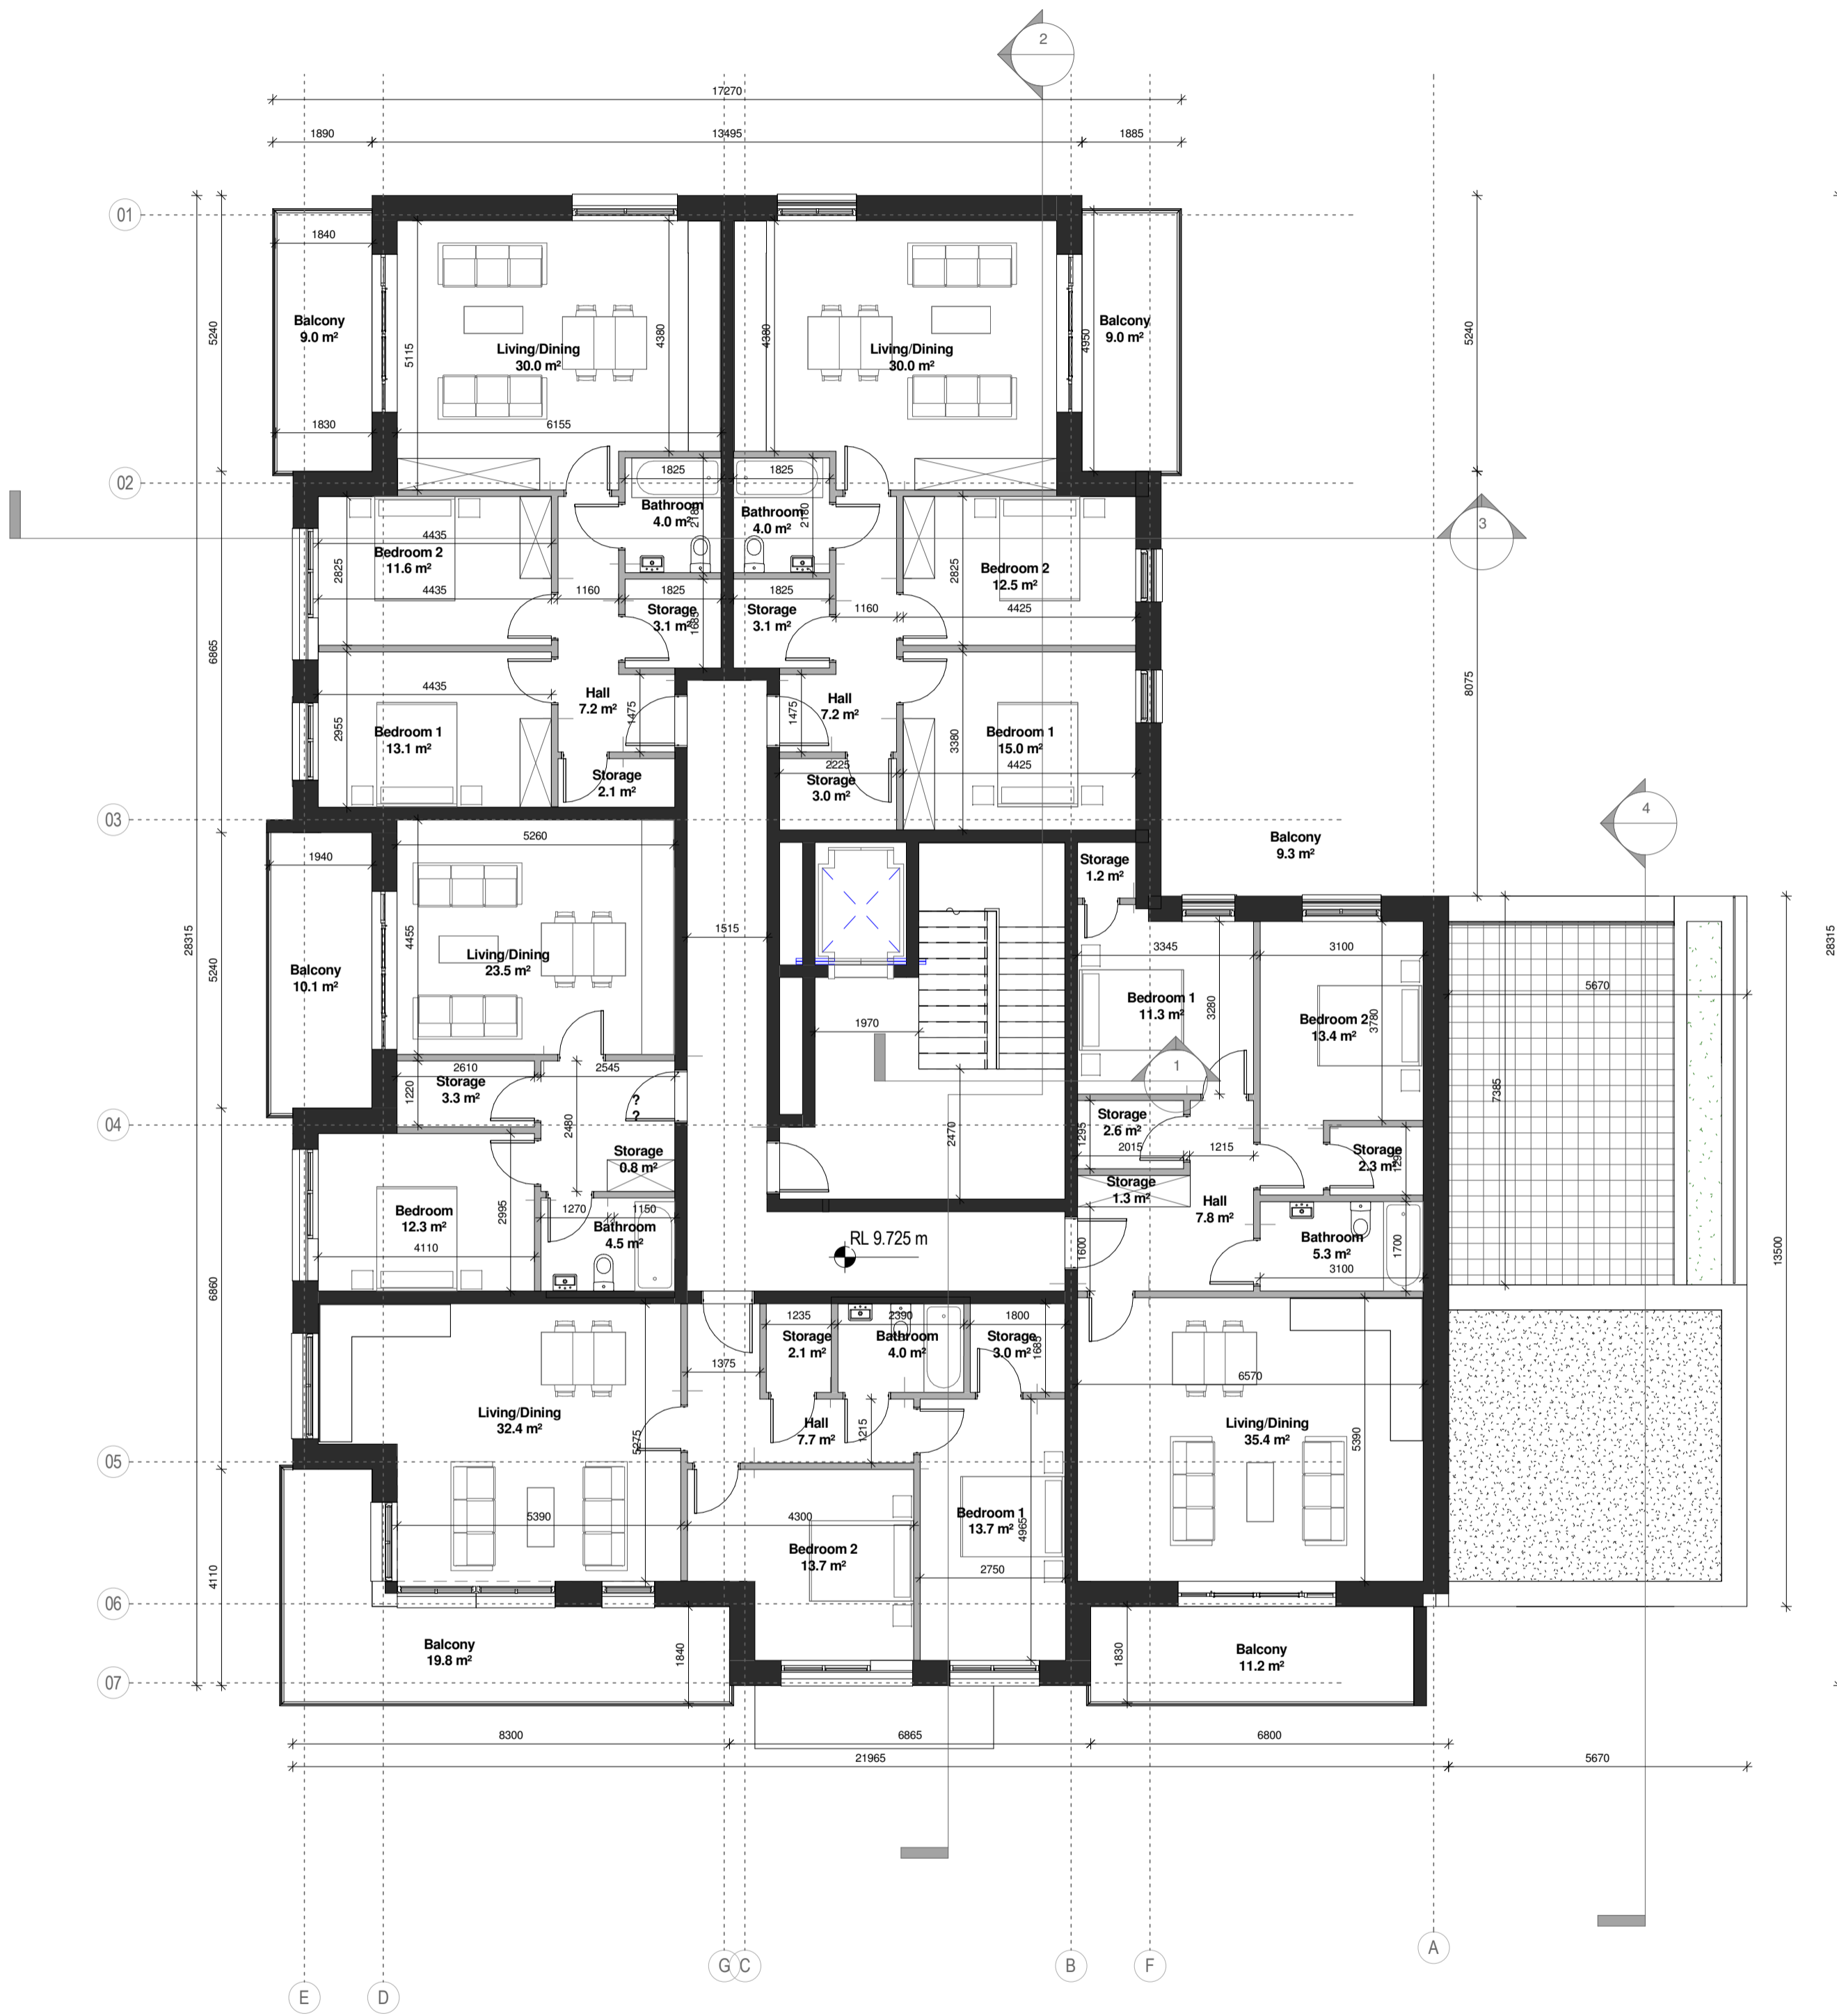 2
17270
1890
13495
1885
01
1840
Balcony
9.0 m²
5115
Living/Dining
30.0 m²
4380
4380
Living/Dining
30.0 m²
4950
Balcony
9.0 m²
5240
5240
1830
6155
02
1825
1825
Bathroom
4.0 m²
2180
Bathroom
4.0 m²
2180
3
4435
Bedroom 2
11.6 m²
2825
4435
1160
1825
Storage
3.1 m²
1685
1825
Storage
3.1 m²
1160
2825
Bedroom 2
12.5 m²
4425
6865
8075
4435
Hall
7.2 m²
1475
1475
Hall
7.2 m²
2955
Bedroom 1
13.1 m²
Storage
2.1 m²
2225
Storage
3.0 m²
3380
Bedroom 1
15.0 m²
4425
4
03
5260
1940
Balcony
9.3 m²
Storage
1.2 m²
28315
28315
5240
4455
Living/Dining
23.5 m²
Balcony
10.1 m²
1515
1970
3345
3100
Bedroom 1
11.3 m²
3280
Bedroom 2
13.4 m²
3780
5670
7385
1
2610
2545
Storage
3.3 m²
1220
2480
?
?
04
2470
Storage
2.6 m²
1295
2015
1215
Storage
2.3 m²
1295
Storage
0.8 m²
Storage
1.3 m²
Hall
7.8 m²
Bedroom
12.3 m²
2995
4110
1270
1150
Bathroom
4.5 m²
RL 9.725 m
1600
Bathroom
5.3 m²
1700
3100
13500
6860
1235
Storage
2.1 m²
2390
Bathroom
4.0 m²
1800
Storage
3.0 m²
1685
1375
6570
Living/Dining
32.4 m²
5275
Hall
7.7 m²
1215
Living/Dining
35.4 m²
5390
05
5390
4300
Bedroom 2
13.7 m²
Bedroom 1
13.7 m²
4965
2750
4110
06
Balcony
19.8 m²
1840
1830
Balcony
11.2 m²
07
8300
6865
6800
21965
5670
E
D
G
C
B
F
A